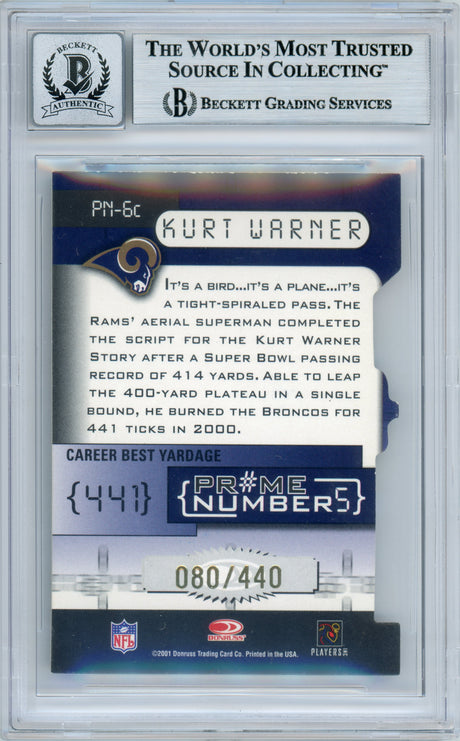 BECKETT
B
AUTHENTIC
THE WORLD'S MOST TRUSTED
SOURCE IN COLLECTING™
B BECKETT GRADING SERVICES
PN-6c
KURT WARNER
IT'S A BIRD...IT'S A PLANE...IT'S
A TIGHT-SPIRALED PASS. THE
RAMS' AERIAL SUPERMAN COMPLETED
THE SCRIPT FOR THE KURT WARNER
STORY AFTER A SUPER BOWL PASSING
RECORD OF 414 YARDS. ABLE TO LEAP
THE 400-YARD PLATEAU IN A SINGLE
BOUND, HE BURNED THE BRONCOS FOR
441 TICKS IN 2000.
CAREER BEST YARDAGE
{441}
{PR#ME
NUMBER5}
080/440
NFL
DONRUSS
PLAYERS INC
©2001 Donruss Trading Card Co. Printed in the USA.